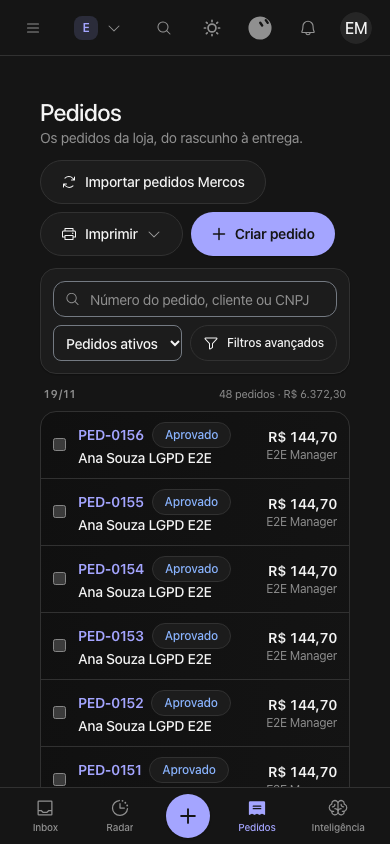 E
EM
Pedidos
Os pedidos da loja, do rascunho à entrega.
Importar pedidos Mercos
Imprimir
Criar pedido
Número do pedido, cliente ou CNPJ
Pedidos ativos
Filtros avançados
19/11
48 pedidos · R$ 6.372,30
PED-0156 Aprovado R$ 144,70
Ana Souza LGPD E2E E2E Manager
PED-0155 Aprovado R$ 144,70
Ana Souza LGPD E2E E2E Manager
PED-0154 Aprovado R$ 144,70
Ana Souza LGPD E2E E2E Manager
PED-0153 Aprovado R$ 144,70
Ana Souza LGPD E2E E2E Manager
PED-0152 Aprovado R$ 144,70
Ana Souza LGPD E2E E2E Manager
PED-0151 Aprovado R$ 144,70
Inbox
Radar
Pedidos
Inteligência